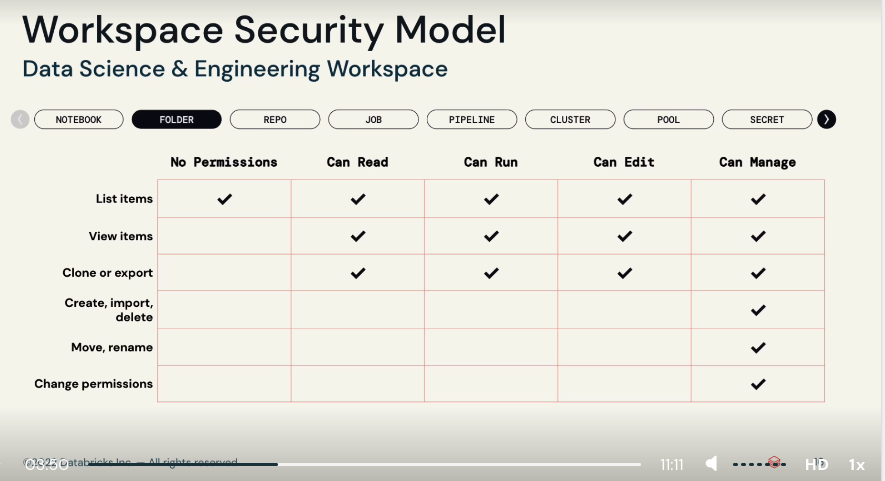 Workspace Security Model
Data Science & Engineering Workspace
NOTEBOOK FOLDER REPO JOB PIPELINE CLUSTER POOL SECRET
No Permissions Can Read Can Run Can Edit Can Manage
List items
View items
Clone or export
Create, import,
delete
Move, rename
Change permissions
Databricks Inc. — All rights reserved
11:11 HD 1x